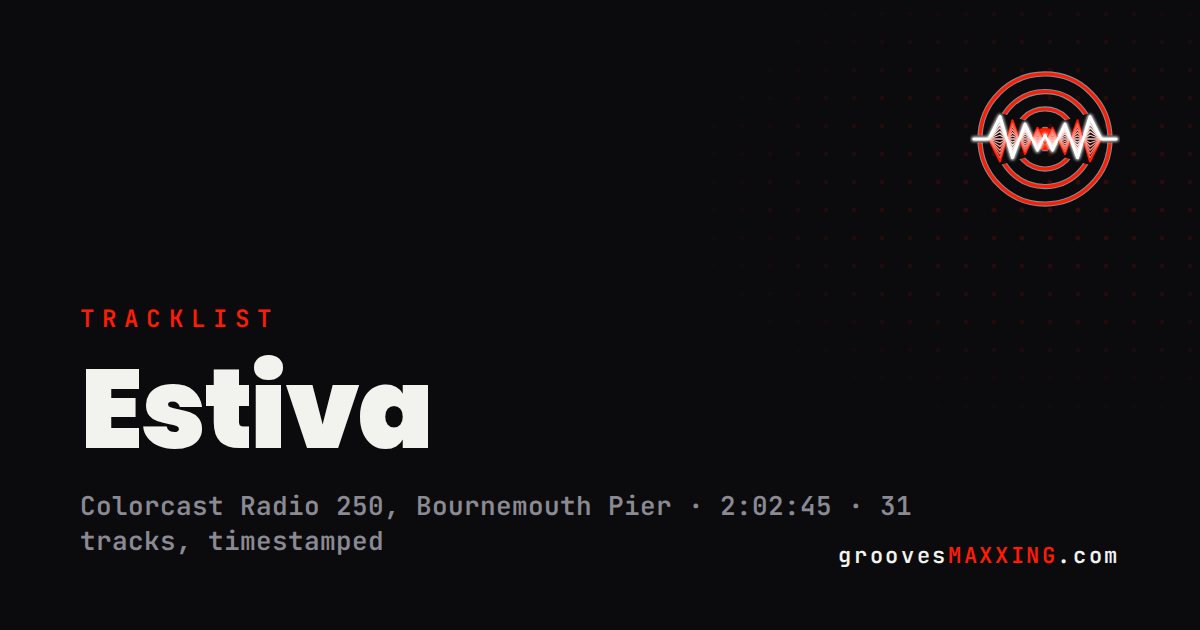 TRACKLIST
Estiva
Colorcast Radio 250, Bournemouth Pier · 2:02:45 · 31
tracks, timestamped
groovesMAXXING.com